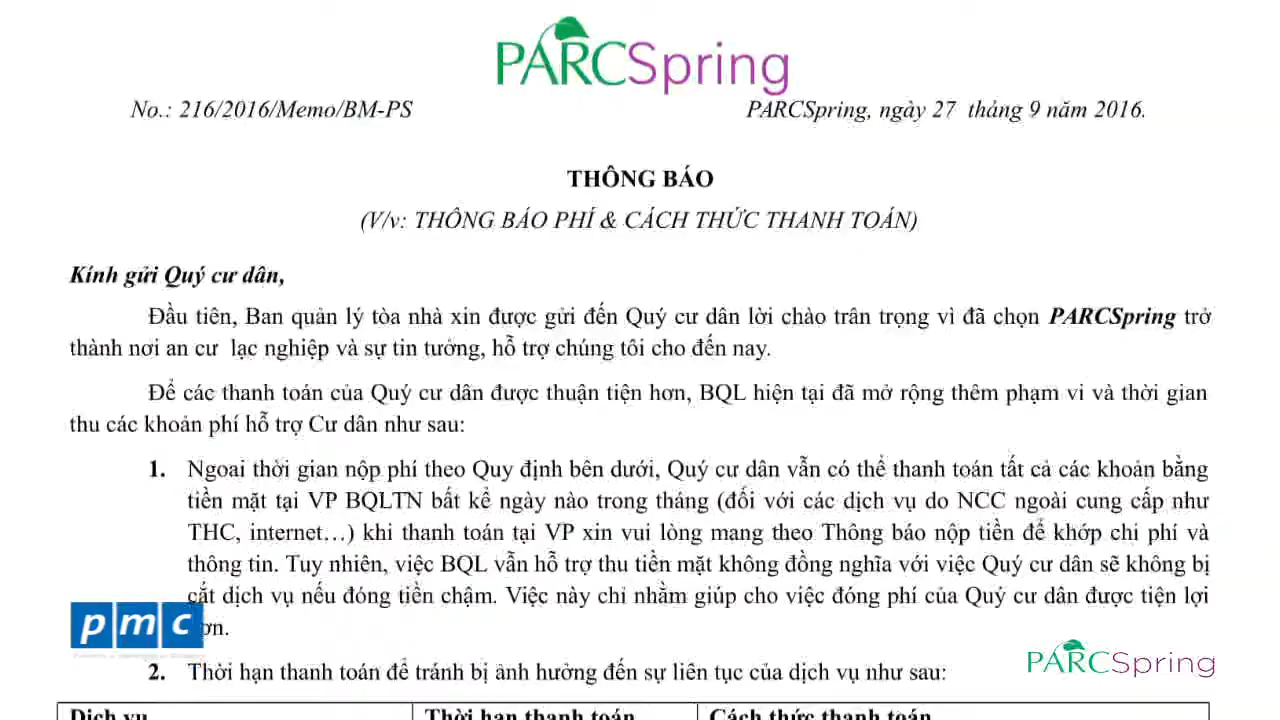 PARCSpring
No.: 216/2016/Memo/BM-PS PARCSpring, ngày 27 tháng 9 năm 2016.
THÔNG BÁO
(V/v: THÔNG BÁO PHÍ & CÁCH THỨC THANH TOÁN)
Kính gửi Quý cư dân,
Đầu tiên, Ban quản lý tòa nhà xin được gửi đến Quý cư dân lời chào trân trọng vì đã chọn PARCSpring trở
thành nơi an cư lạc nghiệp và sự tin tưởng, hỗ trợ chúng tôi cho đến nay.
Để các thanh toán của Quý cư dân được thuận tiện hơn, BQL hiện tại đã mở rộng thêm phạm vi và thời gian
thu các khoản phí hỗ trợ Cư dân như sau:
1. Ngoai thời gian nộp phí theo Quy định bên dưới, Quý cư dân vẫn có thể thanh toán tất cả các khoản bằng
tiền mặt tại VP BQLTN bất kể ngày nào trong tháng (đối với các dịch vụ do NCC ngoài cung cấp như
THC, internet…) khi thanh toán tại VP xin vui lòng mang theo Thông báo nộp tiền để khớp chi phí và
thông tin. Tuy nhiên, việc BQL vẫn hỗ trợ thu tiền mặt không đồng nghĩa với việc Quý cư dân sẽ không bị
cắt dịch vụ nếu đóng tiền chậm. Việc này chỉ nhằm giúp cho việc đóng phí của Quý cư dân được tiện lợi
ơn.
pmc
2. Thời hạn thanh toán để tránh bị ảnh hưởng đến sự liên tục của dịch vụ như sau:
PARCSpring
Dịch vụ Thời hạn thanh toán Cách thức thanh toán